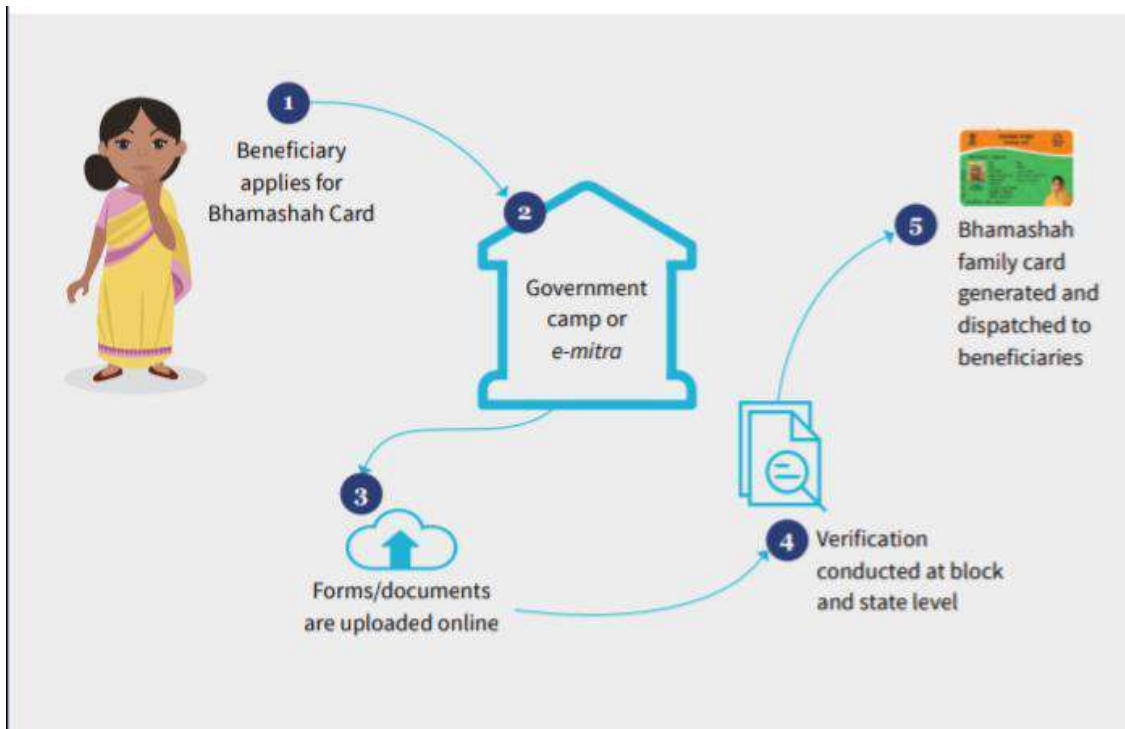 1
Beneficiary
applies for
Bhamashah Card
2
Government
camp or
e-mitra
3
Forms/documents
are uploaded online
4
Verification
conducted at block
and state level
5
Bhamashah
family card
generated and
dispatched to
beneficiaries